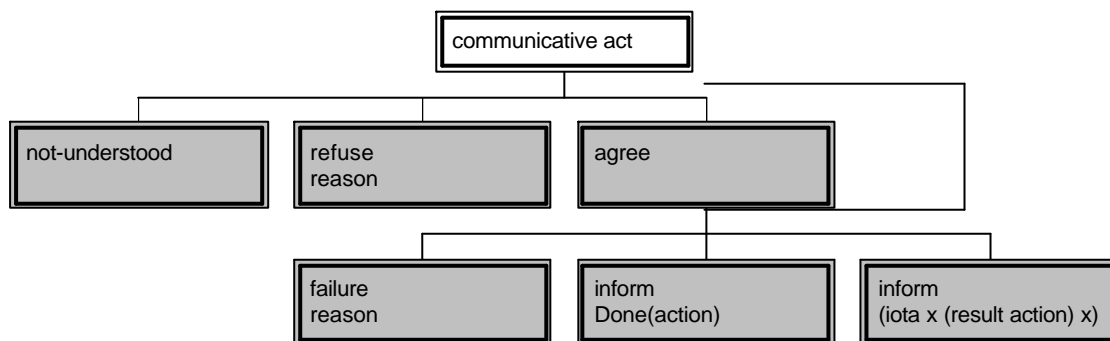 communicative act
not-understood
refuse
reason
agree
failure
reason
inform
Done(action)
inform
(iota x (result action) x)